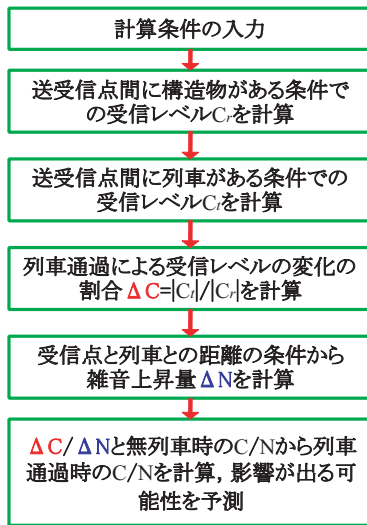 計算条件の入力
送受信点間に構造物がある条件で
の受信レベルCrを計算
送受信点間に列車がある条件での
受信レベルCtを計算
列車通過による受信レベルの変化の
割合ΔC=|Ct|/|Cr|を計算
受信点と列車との距離の条件から
雑音上昇量ΔNを計算
ΔC/ΔNと無列車時のC/Nから列車
通過時のC/Nを計算，影響が出る可
能性を予測